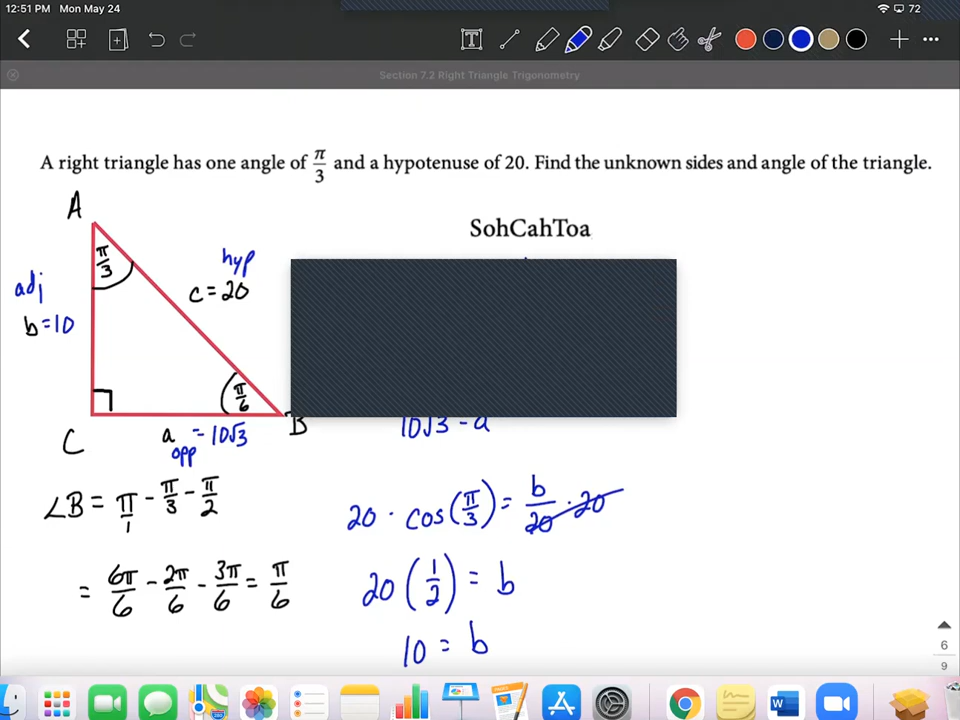 12:51 PM Mon May 24
72
Section 7.2 Right Triangle Trigonometry
A right triangle has one angle of π/3 and a hypotenuse of 20. Find the unknown sides and angle of the triangle.
SohCahToa
A
π/3
hyp
c = 20
adj
b = 10
π/6
C
a = 10√3
opp
B
10√3 = a
∠B = π/1 - π/3 - π/2
= 6π/6 - 2π/6 - 3π/6 = π/6
20 · cos(π/3) = b/20 · 20
20 (1/2) = b
10 = b
6
9